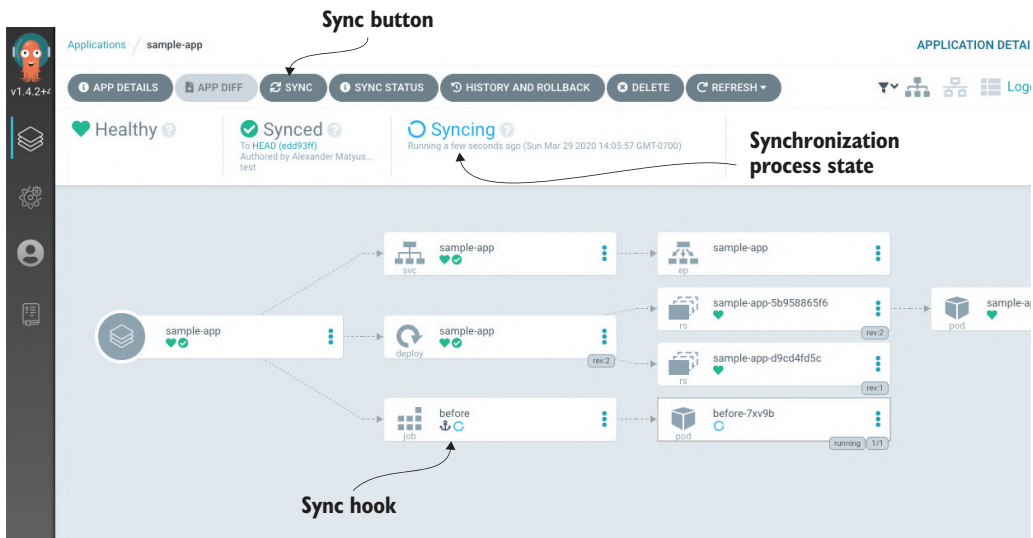 Sync button
Applications / sample-app
APPLICATION DETAI
v1.4.2+
APP DETAILS
APP DIFF
SYNC
SYNC STATUS
HISTORY AND ROLLBACK
DELETE
REFRESH
Log
Healthy
Synced
To HEAD (edd93ff)
Authored by Alexander Matyus...
test
Syncing
Running a few seconds ago (Sun Mar 29 2020 14:05:57 GMT-0700)
Synchronization
process state
sample-app
svc
sample-app
ep
sample-app
sample-app
deploy
rev:2
sample-app-5b958865f6
rs
rev:2
sample-a
pod
sample-app-d9cd4fd5c
rs
rev:1
before
job
before-7xv9b
pod
running
1/1
Sync hook